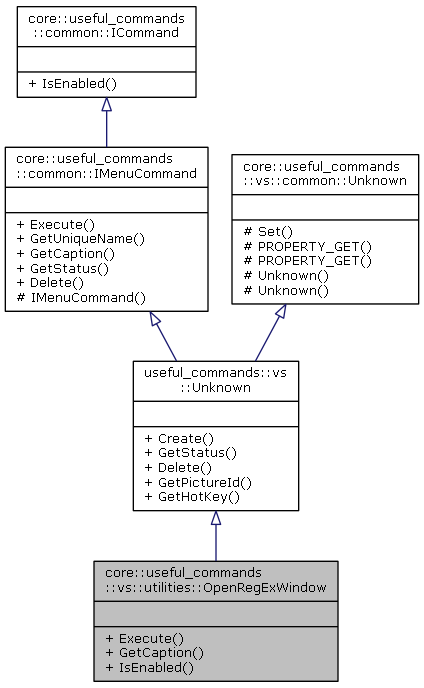 core::useful_commands
::common::ICommand
+ IsEnabled()
core::useful_commands
::common::IMenuCommand
+ Execute()
+ GetUniqueName()
+ GetCaption()
+ GetStatus()
+ Delete()
# IMenuCommand()
core::useful_commands
::vs::common::Unknown
# Set()
# PROPERTY_GET()
# PROPERTY_GET()
# Unknown()
# Unknown()
useful_commands::vs
::Unknown
+ Create()
+ GetStatus()
+ Delete()
+ GetPictureId()
+ GetHotKey()
core::useful_commands
::vs::utilities::OpenRegExWindow
+ Execute()
+ GetCaption()
+ IsEnabled()